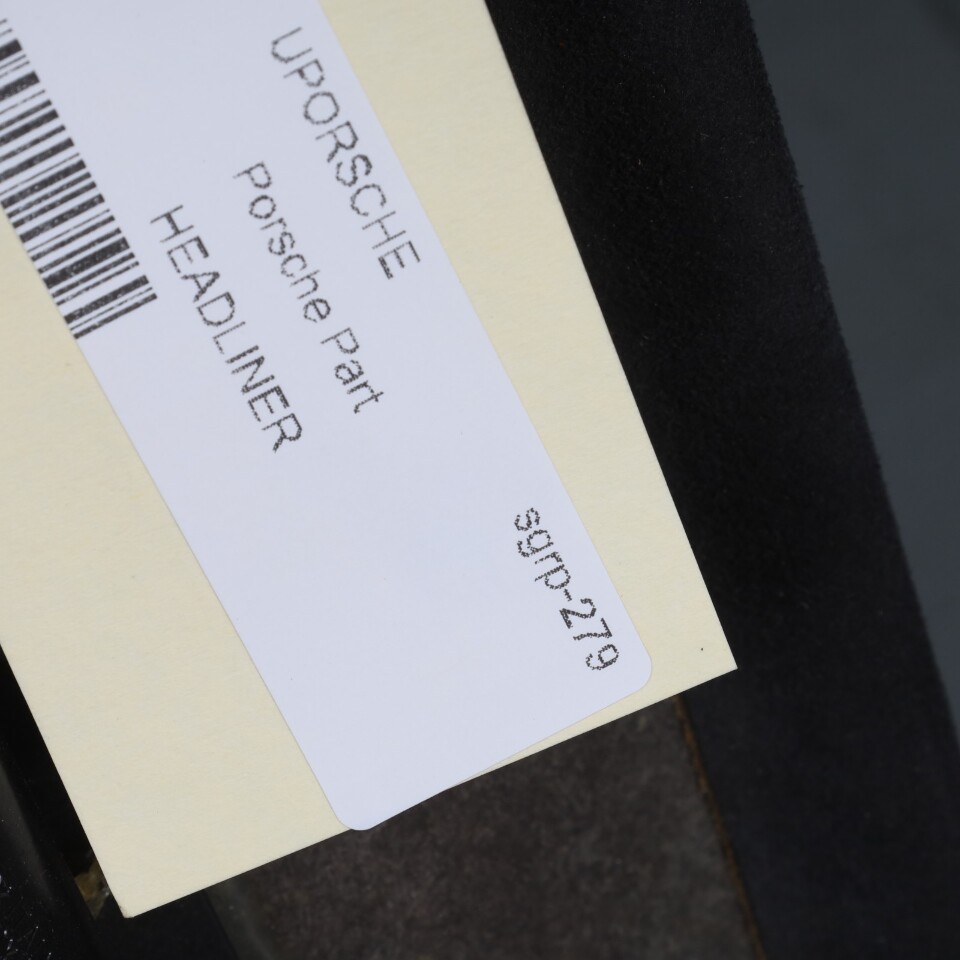 UPORSCHE
Porsche Part
HEADLINER
sgrp-279